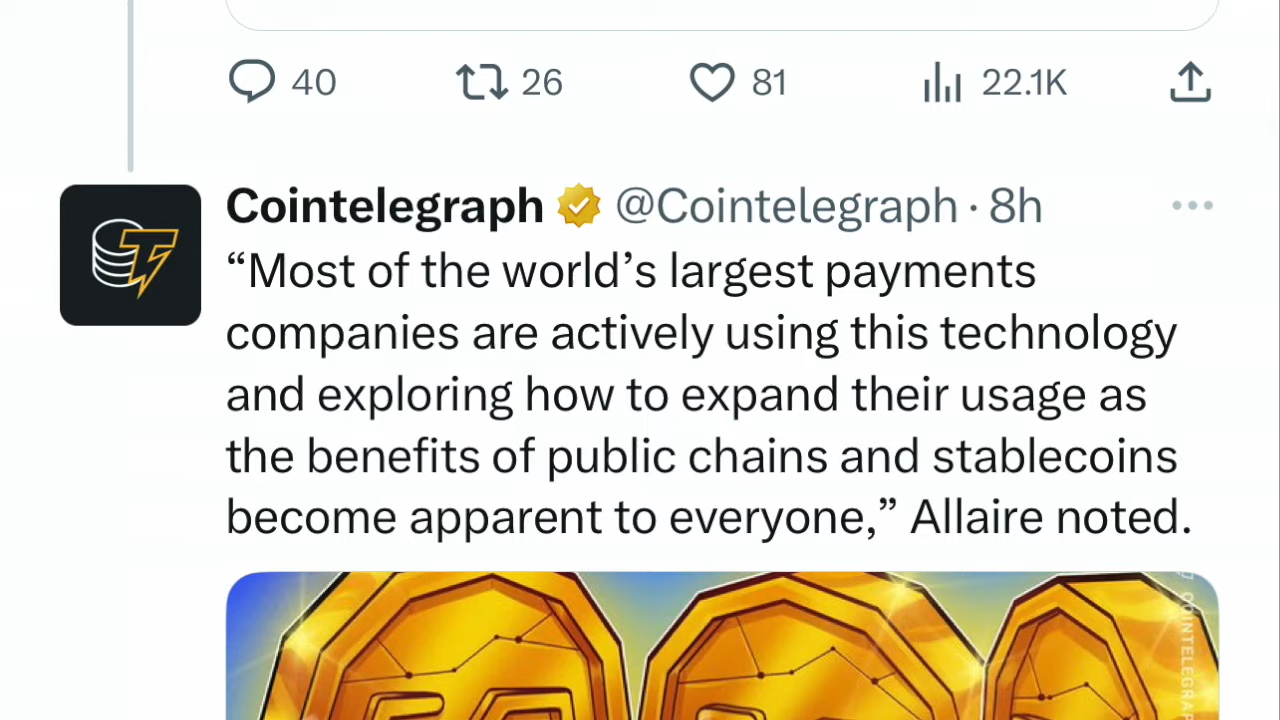 40 26 81 22.1K
Cointelegraph @Cointelegraph · 8h
“Most of the world’s largest payments
companies are actively using this technology
and exploring how to expand their usage as
the benefits of public chains and stablecoins
become apparent to everyone,” Allaire noted.